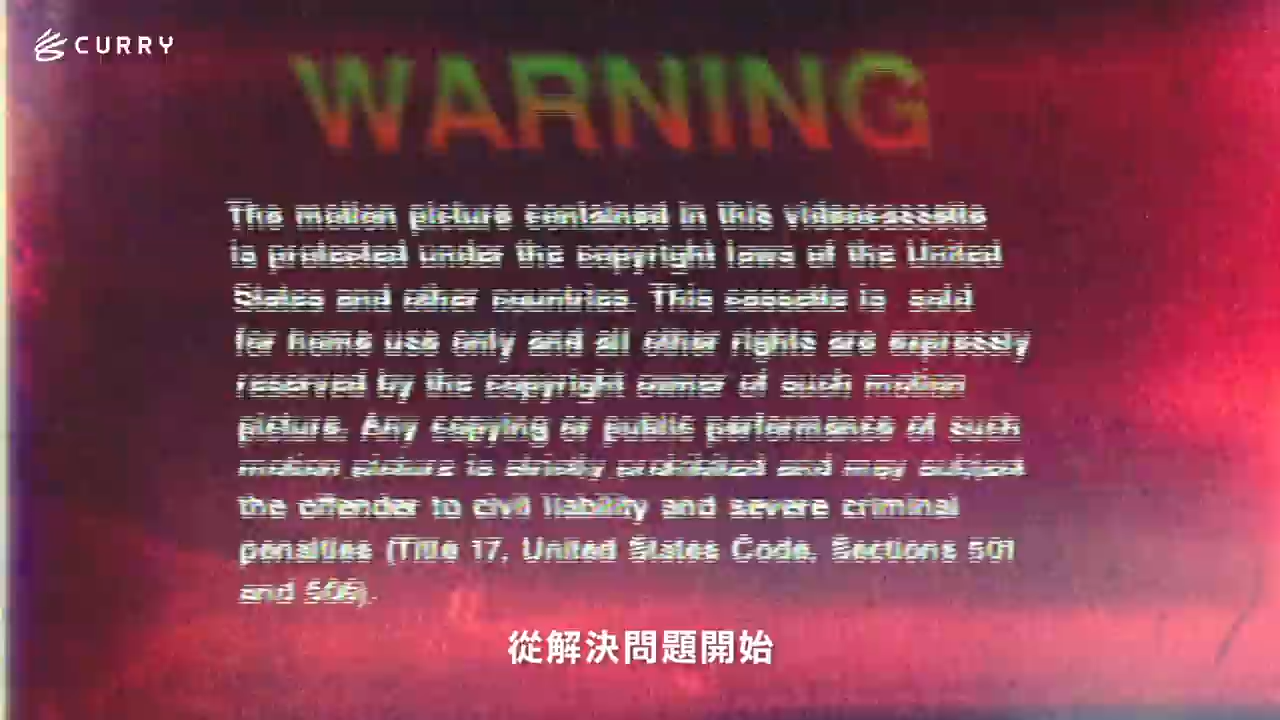 CURRY
WARNING
The motion picture contained in this videocassette
is protected under the copyright laws of the United
States and other countries. This cassette is sold
for home use only and all other rights are expressly
reserved by the copyright owner of such motion
picture. Any copying or public performance of such
motion picture is strictly prohibited and may subject
the offender to civil liability and severe criminal
penalties (Title 17, United States Code, Sections 501
and 506).
從解決問題開始